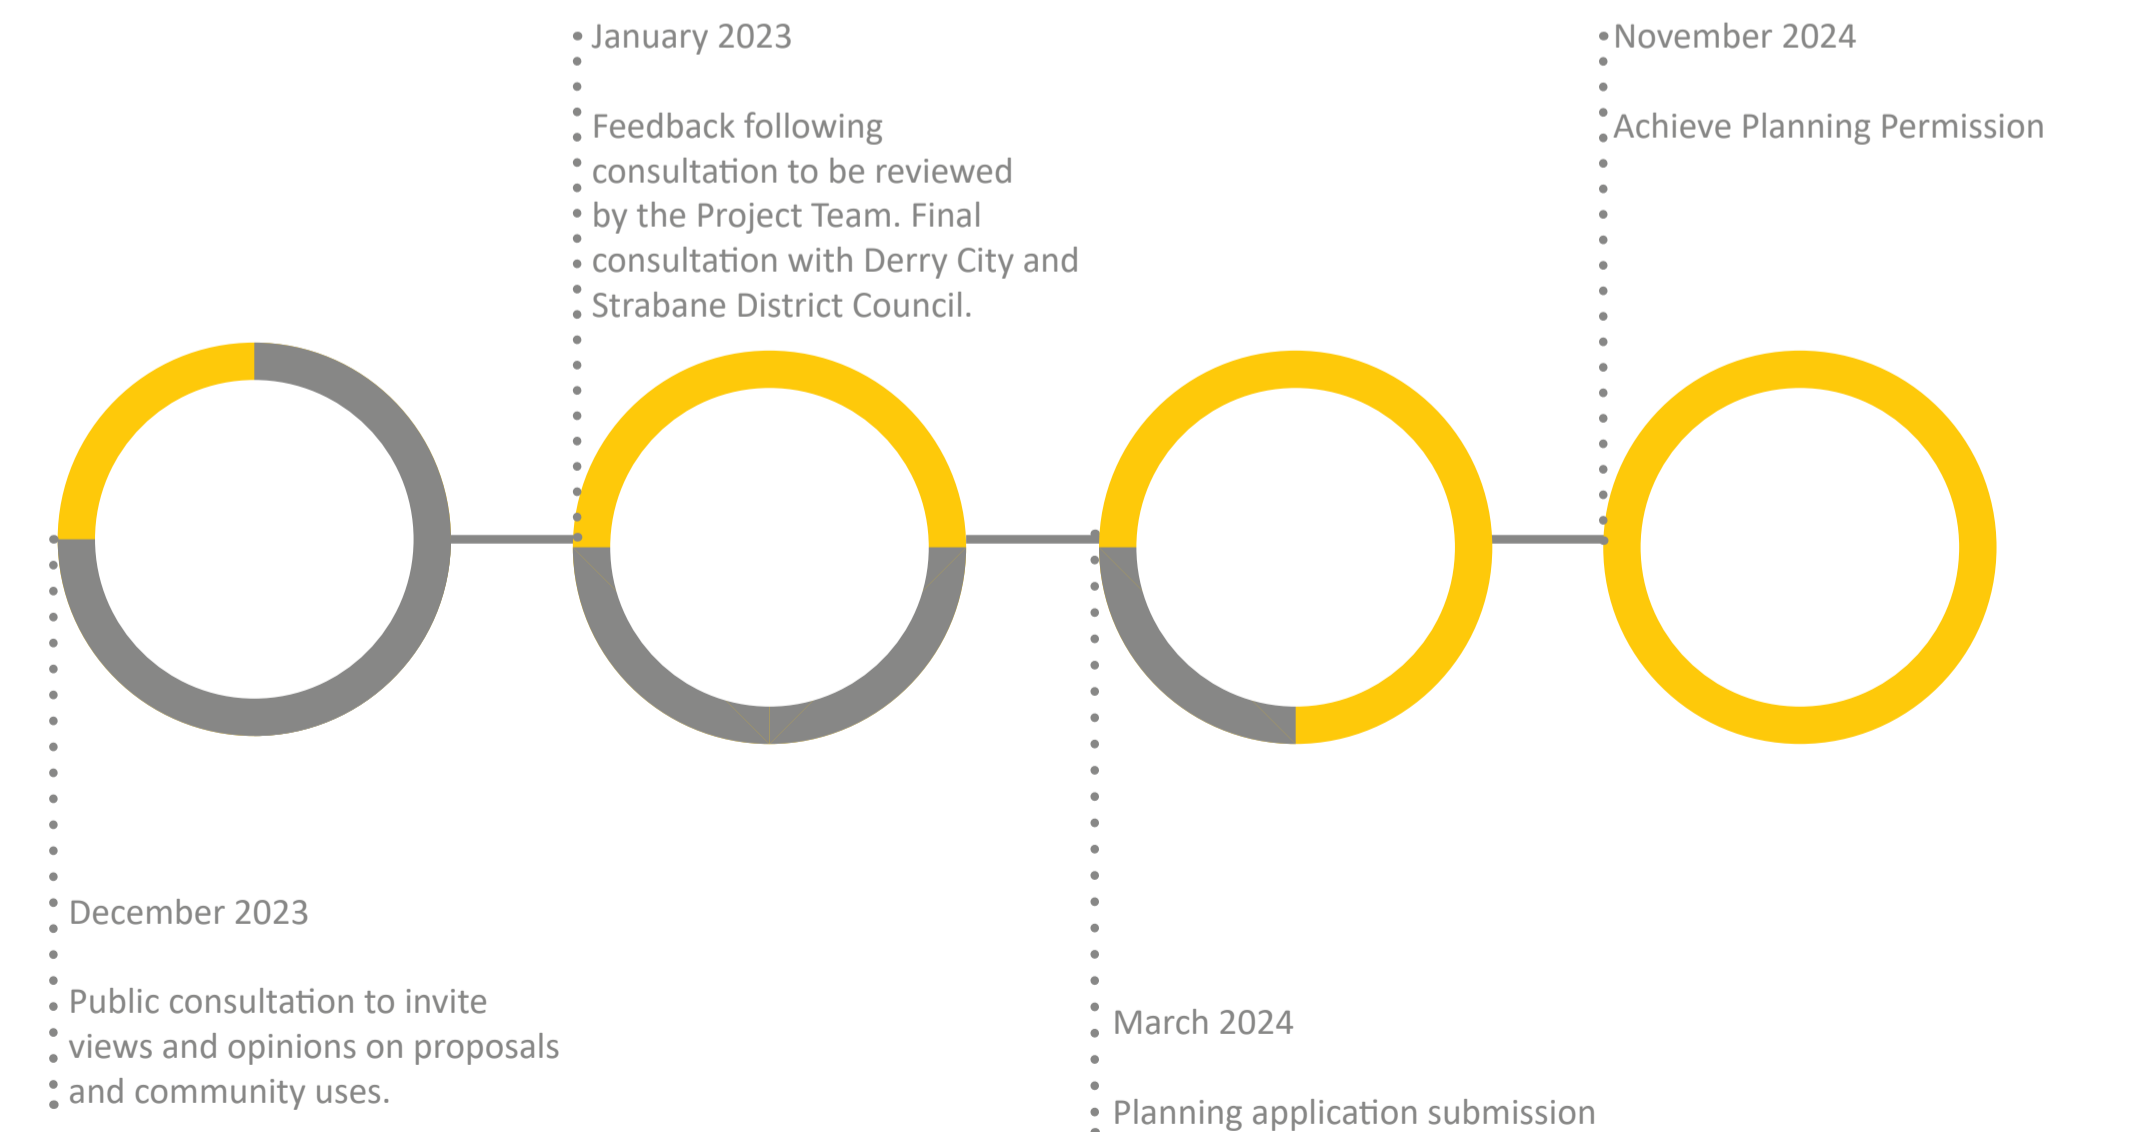 January 2023
Feedback following
consultation to be reviewed
by the Project Team. Final
consultation with Derry City and
Strabane District Council.
November 2024
Achieve Planning Permission
December 2023
Public consultation to invite
views and opinions on proposals
and community uses.
March 2024
Planning application submission